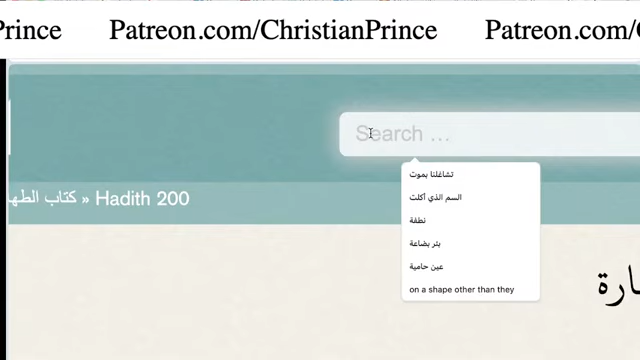 Prince Patreon.com/ChristianPrince Patreon.com/C
Search ...
تشاغلنا بموت
السم الذي أكلت
نطفة
بئر بضاعة
عين حامية
on a shape other than they
كتاب الطها » Hadith 200
ارة